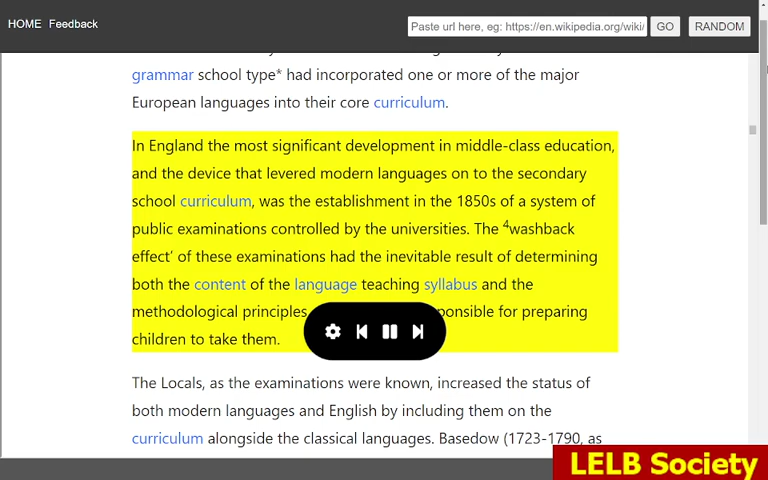 HOME Feedback
Paste url here, eg: https://en.wikipedia.org/wiki/
GO
RANDOM
grammar school type* had incorporated one or more of the major
European languages into their core curriculum.
In England the most significant development in middle-class education,
and the device that levered modern languages on to the secondary
school curriculum, was the establishment in the 1850s of a system of
public examinations controlled by the universities. The ⁴washback
effect’ of these examinations had the inevitable result of determining
both the content of the language teaching syllabus and the
methodological principles ponsible for preparing
children to take them.
The Locals, as the examinations were known, increased the status of
both modern languages and English by including them on the
curriculum alongside the classical languages. Basedow (1723-1790, as
LELB Society